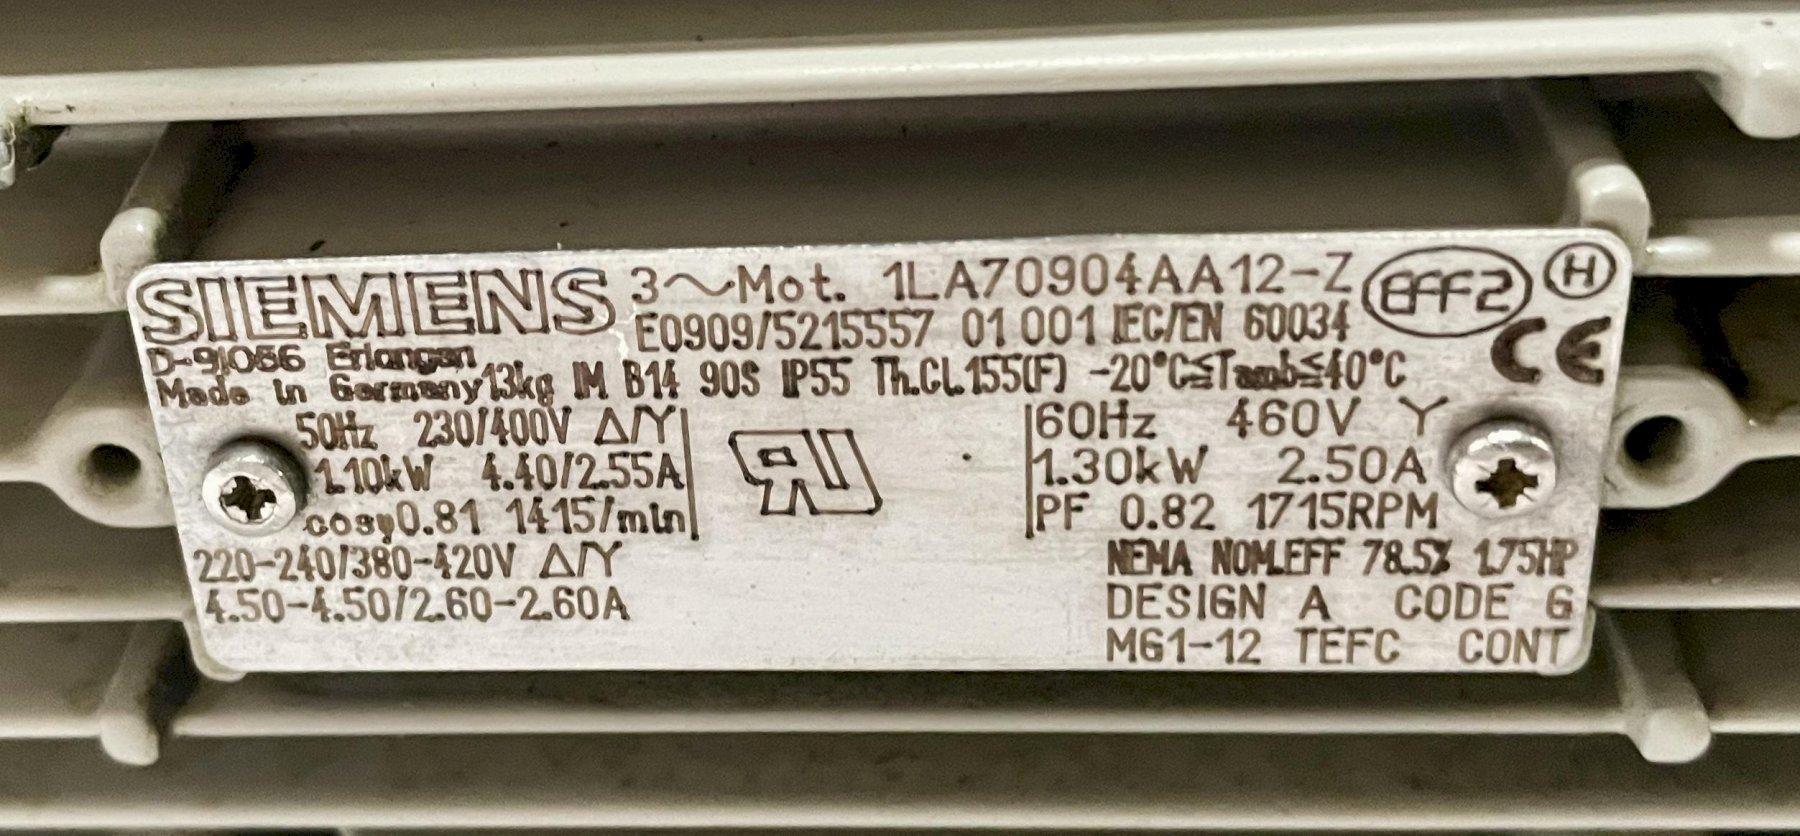 SIEMENS 3~Mot. 1LA70904AA12-Z EFF2 H
E0909/5215557 01 001 IEC/EN 60034 CE
D-91056 Erlangen
Made in Germany 13kg IM B14 90S IP55 Th.Cl.155(F) -20°C≤Tamb≤40°C
50Hz 230/400V Δ/Y
1.10kW 4.40/2.55A
cosφ0.81 1415/min
220-240/380-420V Δ/Y
4.50-4.50/2.60-2.60A
RU
60Hz 460V Y
1.30kW 2.50A
PF 0.82 1715RPM
NEMA NOM.EFF 78.5% 1.75HP
DESIGN A CODE G
MG1-12 TEFC CONT